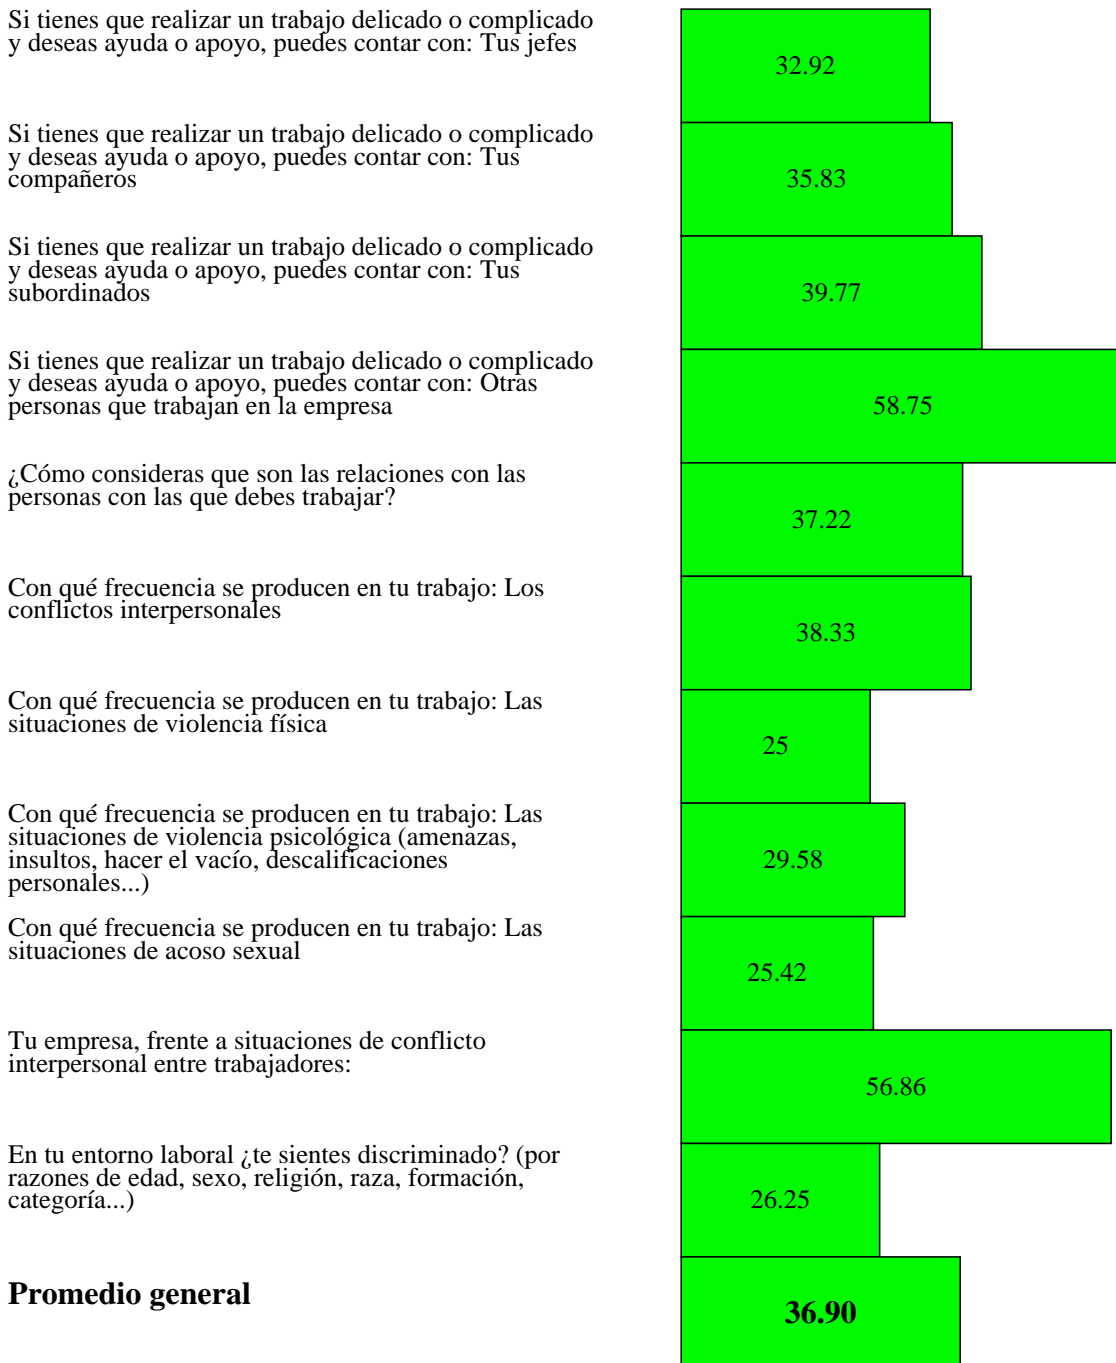 Si tienes que realizar un trabajo delicado o complicado
y deseas ayuda o apoyo, puedes contar con: Tus jefes
32.92
Si tienes que realizar un trabajo delicado o complicado
y deseas ayuda o apoyo, puedes contar con: Tus
compañeros
35.83
Si tienes que realizar un trabajo delicado o complicado
y deseas ayuda o apoyo, puedes contar con: Tus
subordinados
39.77
Si tienes que realizar un trabajo delicado o complicado
y deseas ayuda o apoyo, puedes contar con: Otras
personas que trabajan en la empresa
58.75
¿Cómo consideras que son las relaciones con las
personas con las que debes trabajar?
37.22
Con qué frecuencia se producen en tu trabajo: Los
conflictos interpersonales
38.33
Con qué frecuencia se producen en tu trabajo: Las
situaciones de violencia física
25
Con qué frecuencia se producen en tu trabajo: Las
situaciones de violencia psicológica (amenazas,
insultos, hacer el vacío, descalificaciones
personales...)
29.58
Con qué frecuencia se producen en tu trabajo: Las
situaciones de acoso sexual
25.42
Tu empresa, frente a situaciones de conflicto
interpersonal entre trabajadores:
56.86
En tu entorno laboral ¿te sientes discriminado? (por
razones de edad, sexo, religión, raza, formación,
categoría...)
26.25
Promedio general
36.90